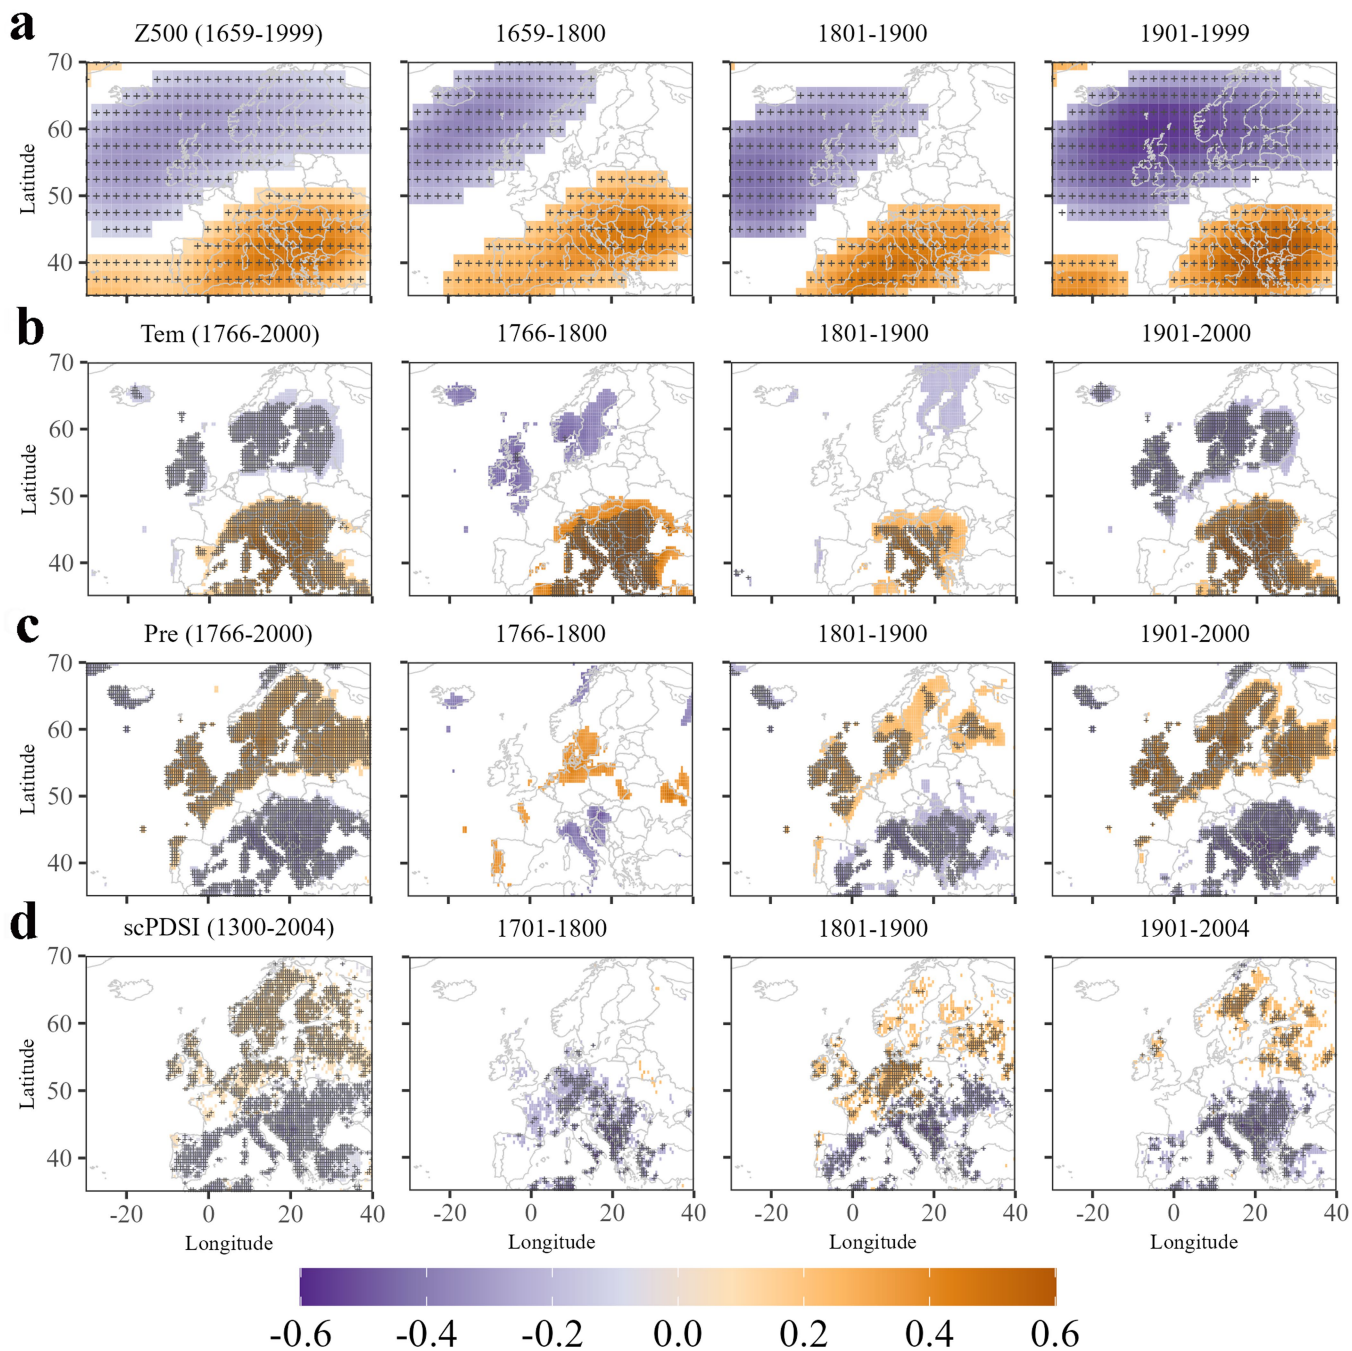 a
Z500 (1659-1999)
1659-1800
1801-1900
1901-1999
70
60
50
40
Latitude
b
Tem (1766-2000)
1766-1800
1801-1900
1901-2000
70
60
50
40
Latitude
c
Pre (1766-2000)
1766-1800
1801-1900
1901-2000
70
60
50
40
Latitude
d
scPDSI (1300-2004)
1701-1800
1801-1900
1901-2004
70
60
50
40
Latitude
-20 0 20 40
-20 0 20 40
-20 0 20 40
-20 0 20 40
Longitude
Longitude
Longitude
Longitude
-0.6 -0.4 -0.2 0.0 0.2 0.4 0.6